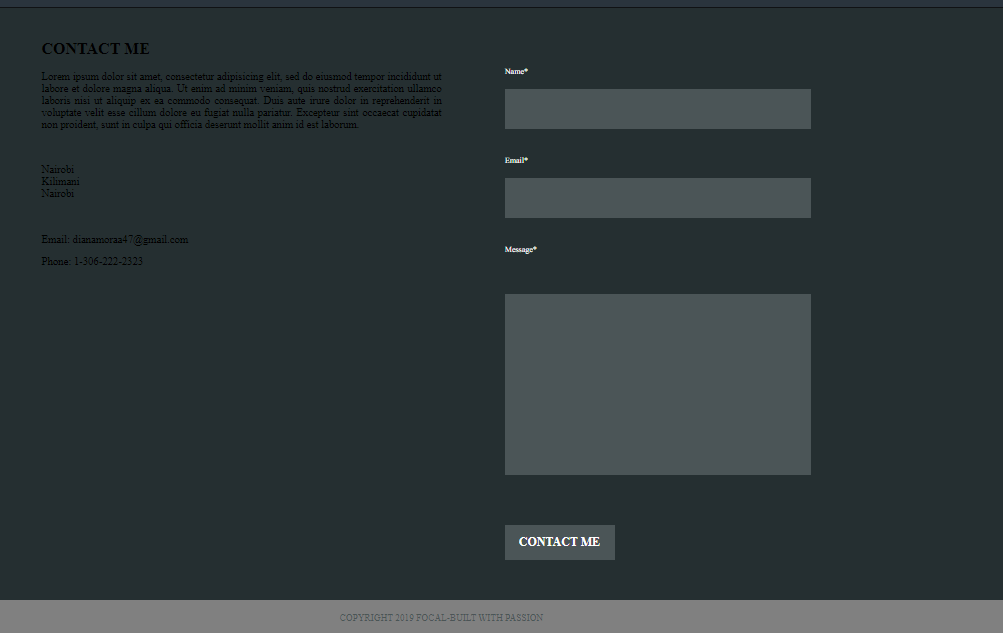 CONTACT ME
Lorem ipsum dolor sit amet, consectetur adipisicing elit, sed do eiusmod tempor incididunt ut
labore et dolore magna aliqua. Ut enim ad minim veniam, quis nostrud exercitation ullamco
laboris nisi ut aliquip ex ea commodo consequat. Duis aute irure dolor in reprehenderit in
voluptate velit esse cillum dolore eu fugiat nulla pariatur. Excepteur sint occaecat cupidatat
non proident, sunt in culpa qui officia deserunt mollit anim id est laborum.
Nairobi
Kilimani
Nairobi
Email: dianamoraa47@gmail.com
Phone: 1-306-222-2323
Name*
Email*
Message*
CONTACT ME
COPYRIGHT 2019 FOCAL-BUILT WITH PASSION